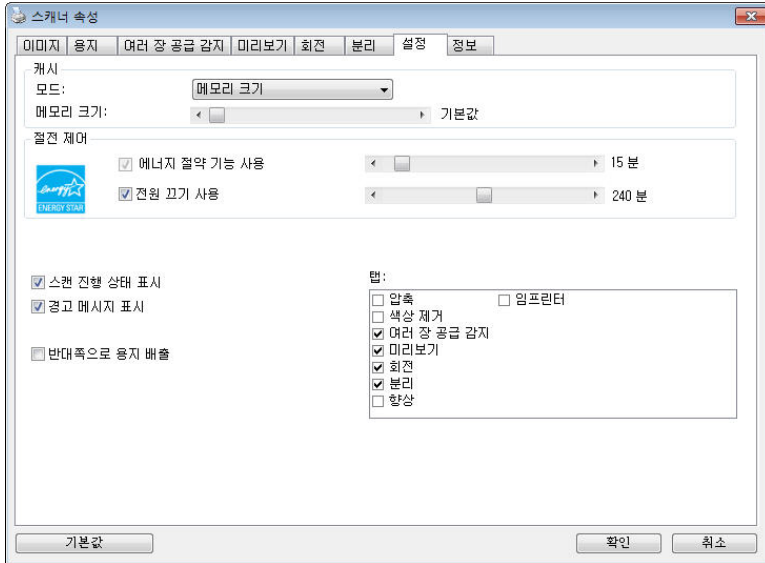 스캐너 속성
이미지 용지 여러 장 공급 감지 미리보기 회전 분리 설정 정보
캐시
모드: 메모리 크기
메모리 크기: 기본값
절전 제어
에너지 절약 기능 사용 15 분
전원 끄기 사용 240 분
energy
ENERGY STAR
스캔 진행 상태 표시
경고 메시지 표시
반대쪽으로 용지 배출
탭:
압축 임프린터
색상 제거
여러 장 공급 감지
미리보기
회전
분리
향상
기본값 확인 취소